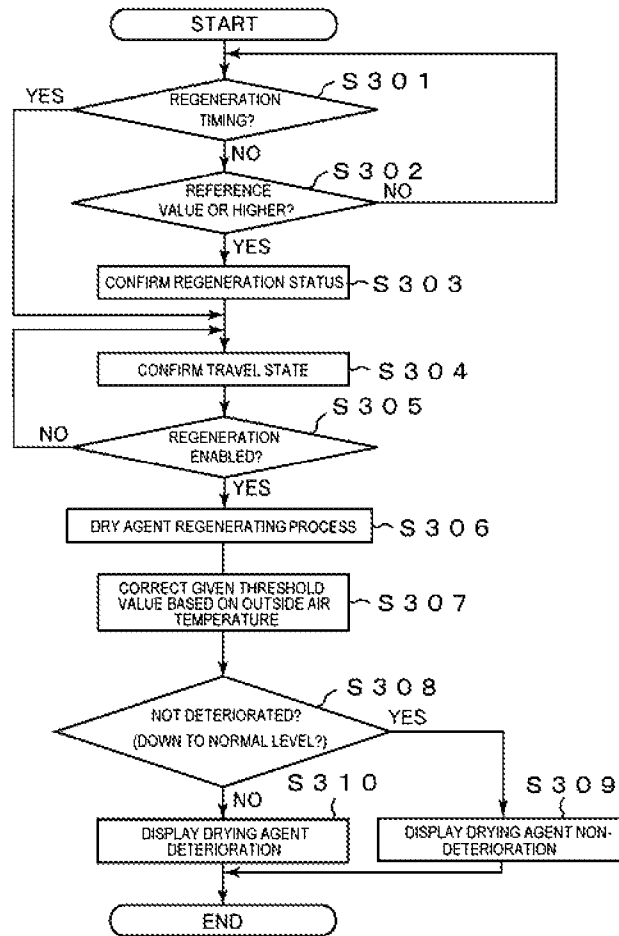 START
S301
YES
REGENERATION
TIMING?
NO
S302
REFERENCE
VALUE OR HIGHER?
NO
YES
CONFIRM REGENERATION STATUS
S303
CONFIRM TRAVEL STATE
S304
S305
NO
REGENERATION
ENABLED?
YES
DRY AGENT REGENERATING PROCESS
S306
CORRECT GIVEN THRESHOLD
VALUE BASED ON OUTSIDE AIR
TEMPERATURE
S307
S308
NOT DETERIORATED?
(DOWN TO NORMAL LEVEL?)
YES
S310
NO
S309
DISPLAY DRYING AGENT
DETERIORATION
DISPLAY DRYING AGENT NON-
DETERIORATION
END